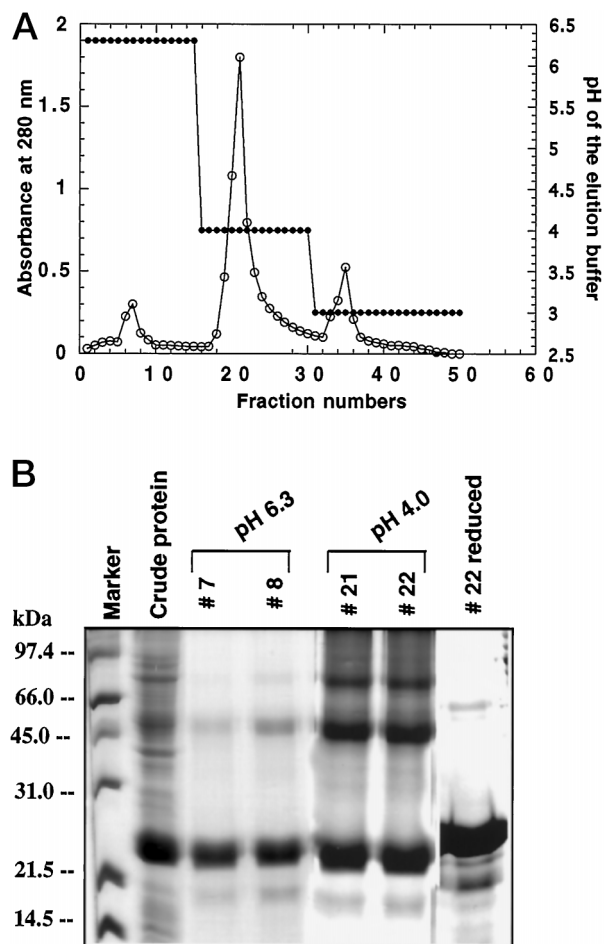 A
2
1.5
1
0.5
0
6.5
6
5.5
5
4.5
4
3.5
3
2.5
0 10 20 30 40 50 60
Absorbance at 280 nm
pH of the elution buffer
Fraction numbers
B
pH 6.3
pH 4.0
Marker
Crude protein
# 7
# 8
# 21
# 22
# 22 reduced
kDa
97.4 --
66.0 --
45.0 --
31.0 --
21.5 --
14.5 --